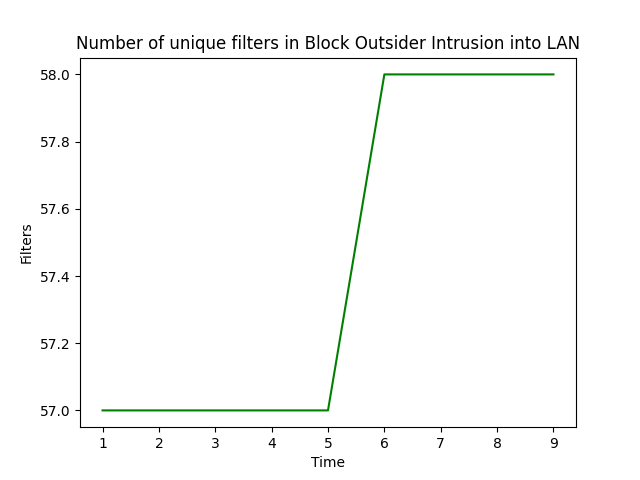 Number of unique filters in Block Outsider Intrusion into LAN
58.0
57.8
57.6
57.4
57.2
57.0
Filters
1 2 3 4 5 6 7 8 9
Time